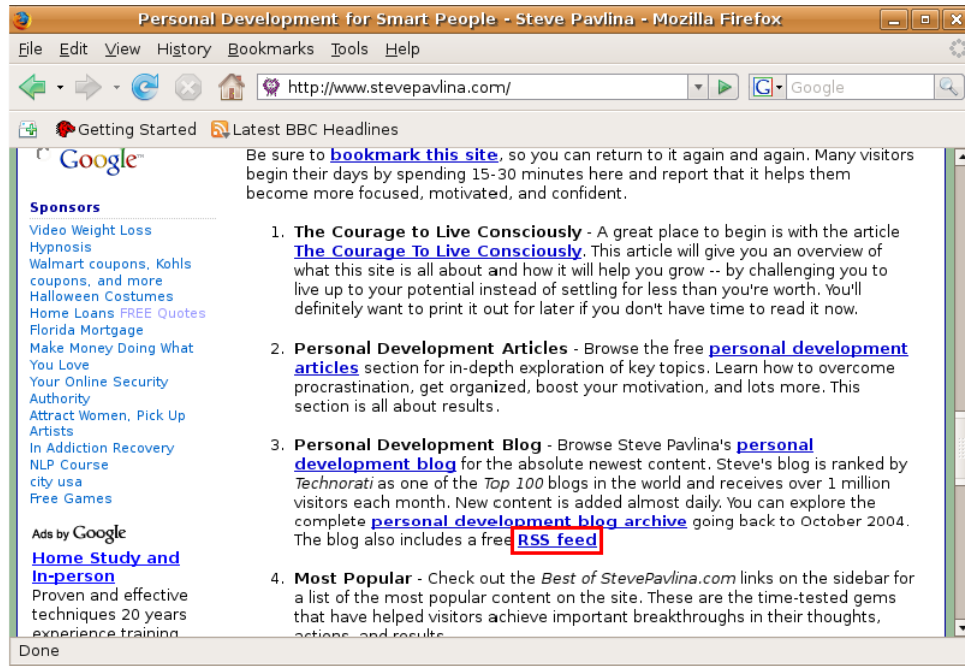 Personal Development for Smart People - Steve Pavlina - Mozilla Firefox
File Edit View History Bookmarks Tools Help
http://www.stevepavlina.com/
G Google
Getting Started Latest BBC Headlines
Google™
Sponsors
Video Weight Loss
Hypnosis
Walmart coupons, Kohls
coupons, and more
Halloween Costumes
Home Loans FREE Quotes
Florida Mortgage
Make Money Doing What
You Love
Your Online Security
Authority
Attract Women, Pick Up
Artists
In Addiction Recovery
NLP Course
city usa
Free Games
Ads by Google
Home Study and
In-person
Proven and effective
techniques 20 years
experience training
Be sure to bookmark this site, so you can return to it again and again. Many visitors
begin their days by spending 15-30 minutes here and report that it helps them
become more focused, motivated, and confident.
1. The Courage to Live Consciously - A great place to begin is with the article
The Courage To Live Consciously. This article will give you an overview of
what this site is all about and how it will help you grow -- by challenging you to
live up to your potential instead of settling for less than you're worth. You'll
definitely want to print it out for later if you don't have time to read it now.
2. Personal Development Articles - Browse the free personal development
articles section for in-depth exploration of key topics. Learn how to overcome
procrastination, get organized, boost your motivation, and lots more. This
section is all about results.
3. Personal Development Blog - Browse Steve Pavlina's personal
development blog for the absolute newest content. Steve's blog is ranked by
Technorati as one of the Top 100 blogs in the world and receives over 1 million
visitors each month. New content is added almost daily. You can explore the
complete personal development blog archive going back to October 2004.
The blog also includes a free RSS feed
4. Most Popular - Check out the Best of StevePavlina.com links on the sidebar for
a list of the most popular content on the site. These are the time-tested gems
that have helped visitors achieve important breakthroughs in their thoughts,
actions, and results
Done